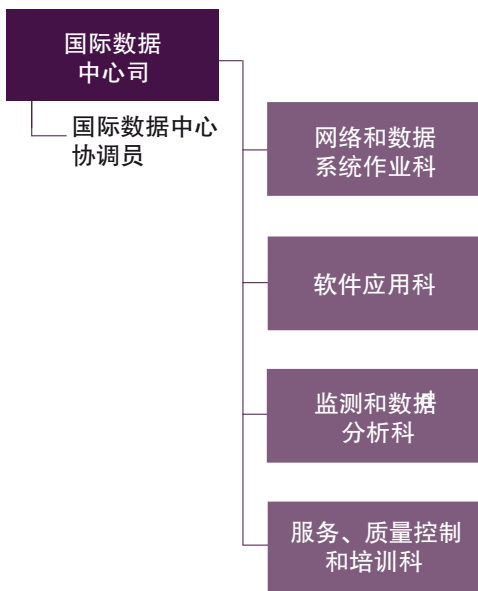 国际数据
中心司
国际数据中心
协调员
网络和数据
系统作业科
软件应用科
监测和数据
分析科
服务、质量控制
和培训科